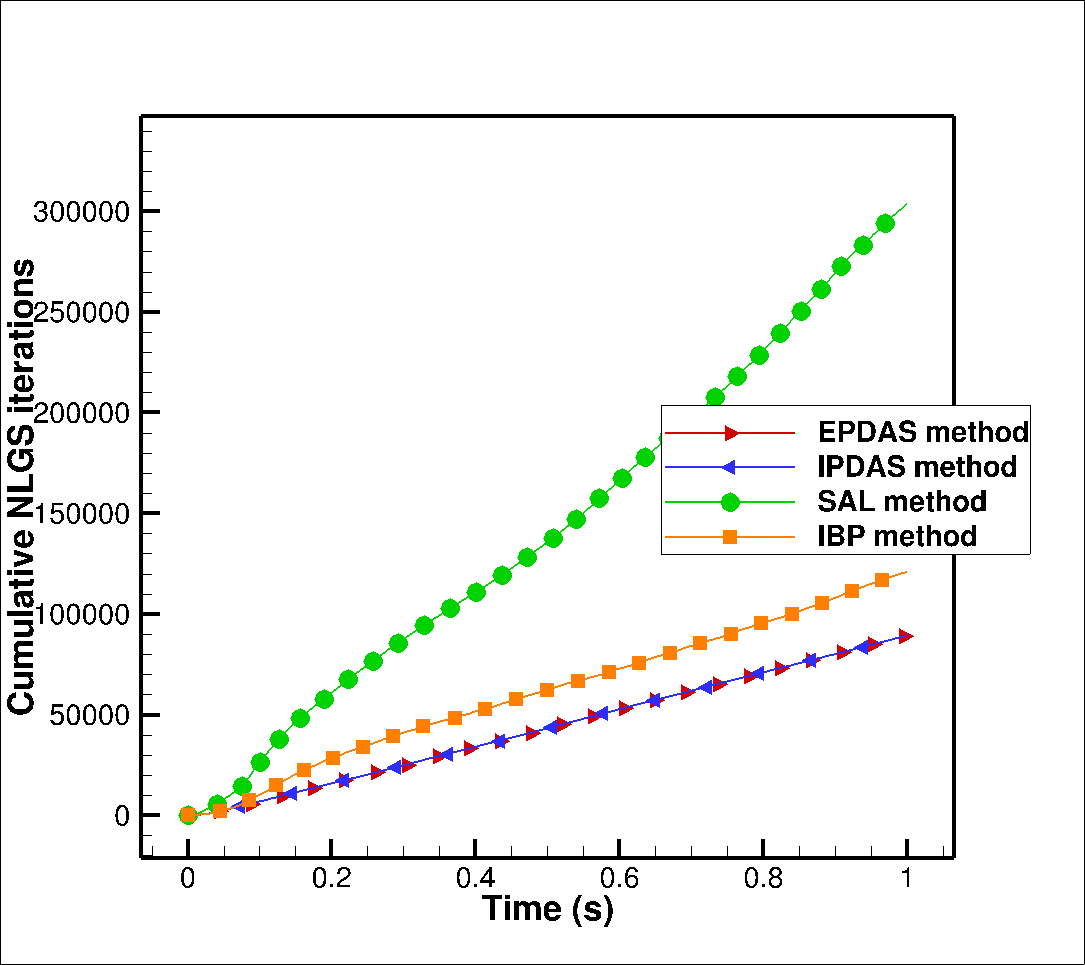 300000
250000
200000
150000
100000
50000
0
Cumulative NLGS iterations
EPDAS method
IPDAS method
SAL method
IBP method
0 0.2 0.4 0.6 0.8 1
Time (s)